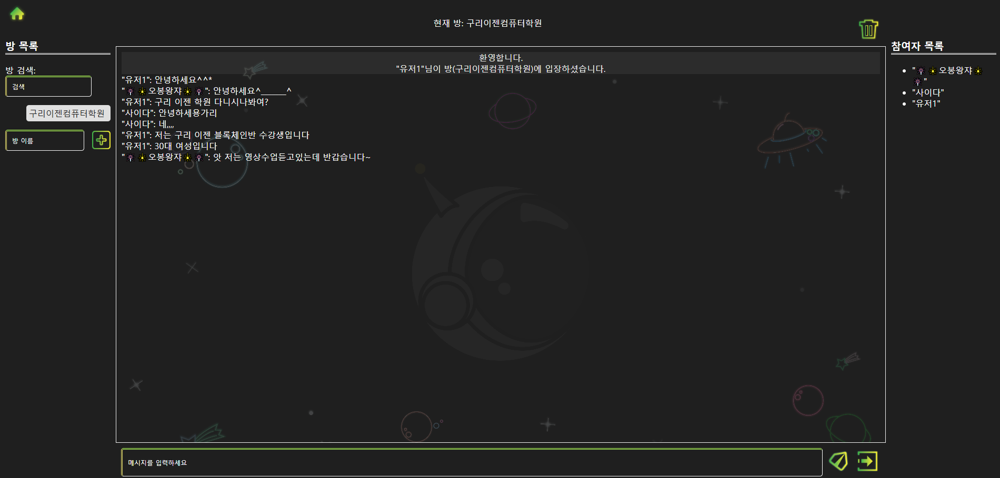 현재 방: 구리이젠컴퓨터학원
방 목록
방 검색:
검색
구리이젠컴퓨터학원
방 이름
환영합니다.
"유저1"님이 방(구리이젠컴퓨터학원)에 입장하셨습니다.
"유저1": 안녕하세요^^*
"오봉왕쟈": 안녕하세요^______^
"유저1": 구리 이젠 학원 다니시나봐여?
"사이다": 안녕하세용가리
"사이다": 네,,,,
"유저1": 저는 구리 이젠 블록체인반 수강생입니다
"유저1": 30대 여성입니다
"오봉왕쟈": 앗 저는 영상수업듣고있는데 반갑습니다~
메시지를 입력하세요
참여자 목록
"오봉왕쟈
"
"사이다"
"유저1"